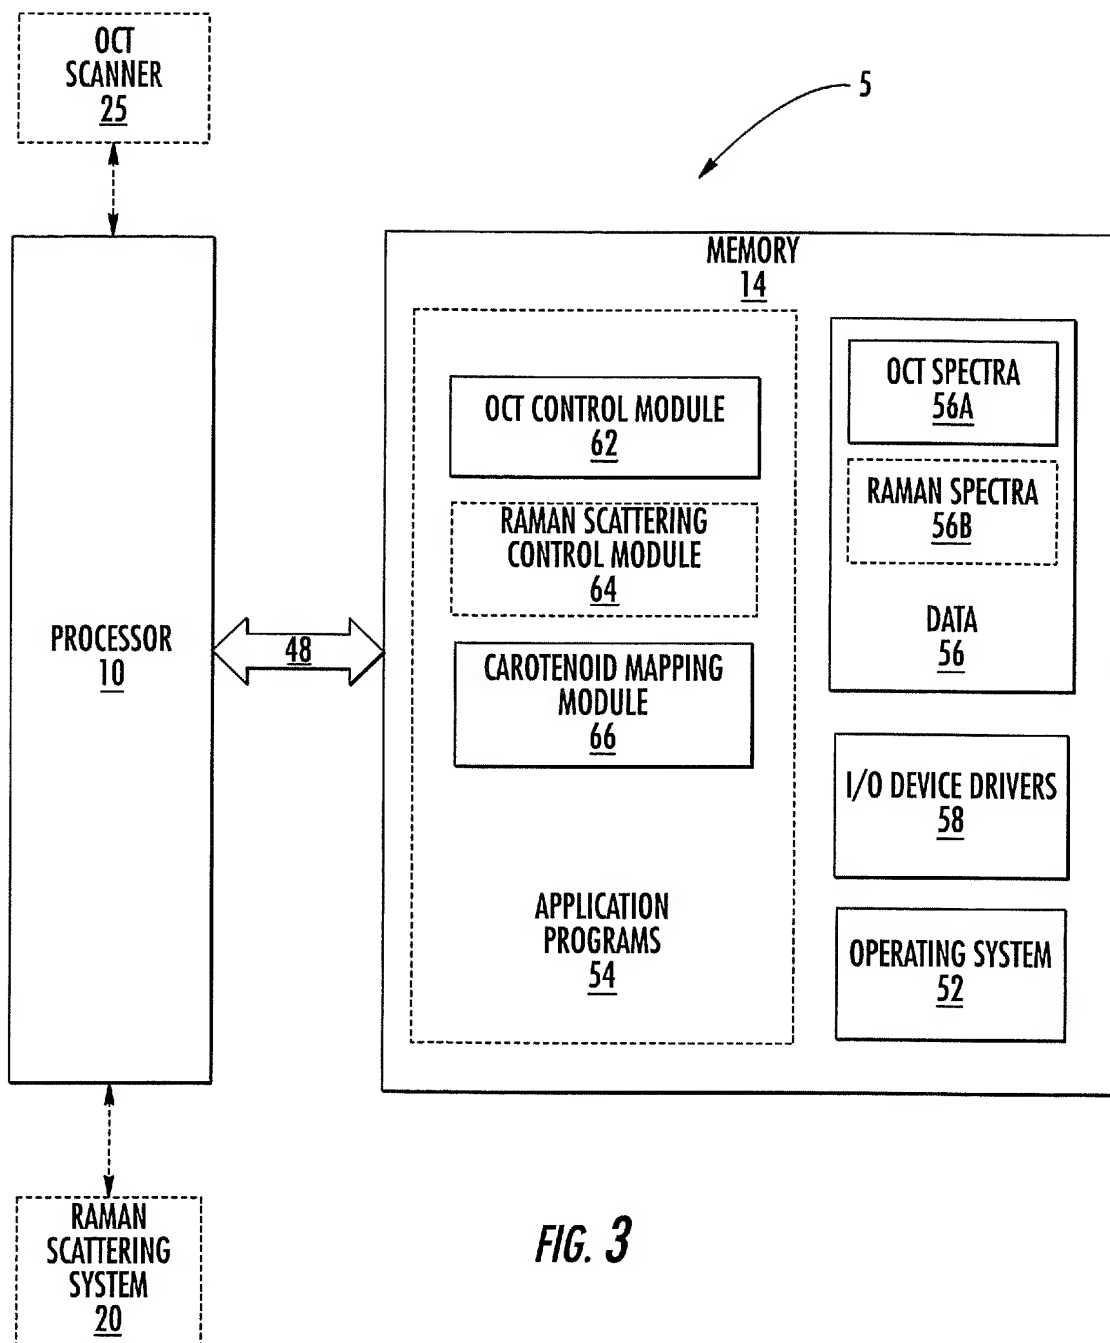 OCT
SCANNER
25
5
MEMORY
14
OCT CONTROL MODULE
62
RAMAN SCATTERING
CONTROL MODULE
64
CAROTENOID MAPPING
MODULE
66
APPLICATION
PROGRAMS
54
OCT SPECTRA
56A
RAMAN SPECTRA
56B
DATA
56
I/O DEVICE DRIVERS
58
OPERATING SYSTEM
52
PROCESSOR
10
48
RAMAN
SCATTERING
SYSTEM
20
FIG. 3